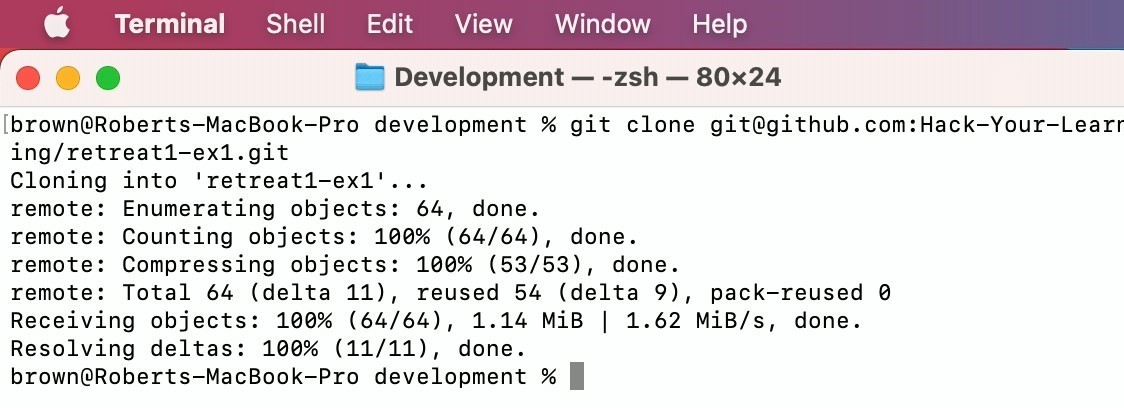 Terminal Shell Edit View Window Help
Development — -zsh — 80×24
[brown@Roberts-MacBook-Pro development % git clone git@github.com:Hack-Your-Learn
ing/retreat1-ex1.git
Cloning into 'retreat1-ex1'...
remote: Enumerating objects: 64, done.
remote: Counting objects: 100% (64/64), done.
remote: Compressing objects: 100% (53/53), done.
remote: Total 64 (delta 11), reused 54 (delta 9), pack-reused 0
Receiving objects: 100% (64/64), 1.14 MiB | 1.62 MiB/s, done.
Resolving deltas: 100% (11/11), done.
brown@Roberts-MacBook-Pro development %